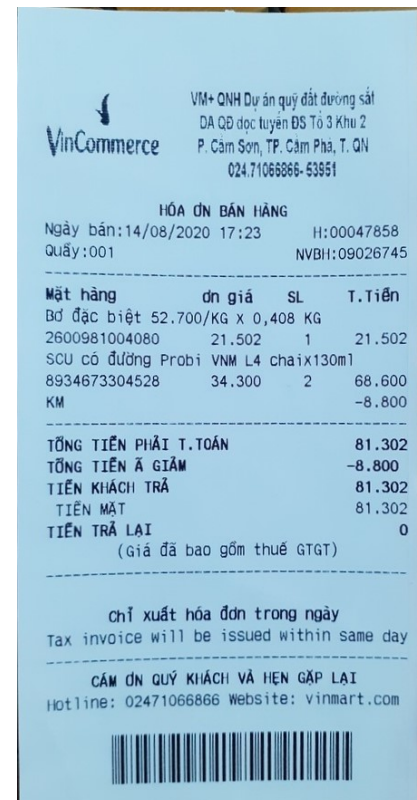 VinCommerce
VM+ QNH Dự án quỹ đất đường sắt
DA QĐ dọc tuyến ĐS Tổ 3 Khu 2
P. Cẩm Sơn, TP. Cẩm Phả, T. QN
024.71066866-53951
HÓA ƠN BÁN HÀNG
Ngày bán:14/08/2020 17:23 H:00047858
Quầy:001 NVBH:09026745
Mặt hàng ơn giá SL T.Tiền
Bơ đặc biệt 52.700/KG X 0,408 KG
2600981004080 21.502 1 21.502
SCU có đường Probi VNM L4 chaix130ml
8934673304528 34.300 2 68.600
KM -8.800
TỔNG TIỀN PHẢI T.TOÁN 81.302
TỔNG TIỀN Ã GIẢM -8.800
TIỀN KHÁCH TRẢ 81.302
TIỀN MẶT 81.302
TIỀN TRẢ LẠI 0
(Giá đã bao gồm thuế GTGT)
Chỉ xuất hóa đơn trong ngày
Tax invoice will be issued within same day
CÁM ƠN QUÝ KHÁCH VÀ HẸN GẶP LẠI
Hotline: 02471066866 Website: vinmart.com